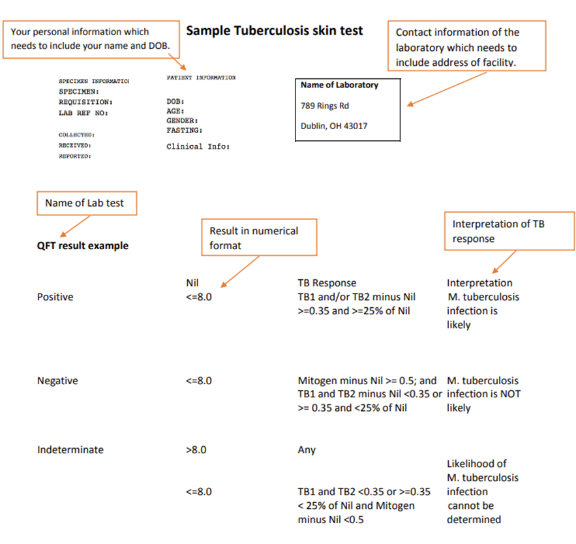 Sample Tuberculosis skin test
Your personal information which
needs to include your name and DOB.
Contact information of the
laboratory which needs to
include address of facility.
SPECIMEN INFORMATION
SPECIMEN:
REQUISITION:
LAB REF NO:
COLLECTED:
RECEIVED:
REPORTED:
PATIENT INFORMATION
DOB:
AGE:
GENDER:
FASTING:
Clinical Info:
Name of Laboratory
789 Rings Rd
Dublin, OH 43017
Name of Lab test
Result in numerical
format
Interpretation of TB
response
QFT result example
Nil
TB Response
Interpretation
Positive
<=8.0
TB1 and/or TB2 minus Nil
>=0.35 and >=25% of Nil
M. tuberculosis
infection is
likely
Negative
<=8.0
Mitogen minus Nil >= 0.5; and
TB1 and TB2 minus Nil <0.35 or
>= 0.35 and <25% of Nil
M. tuberculosis
infection is NOT
likely
Indeterminate
>8.0
Any
<=8.0
TB1 and TB2 <0.35 or >=0.35
< 25% of Nil and Mitogen
minus Nil <0.5
Likelihood of
M. tuberculosis
infection
cannot be
determined